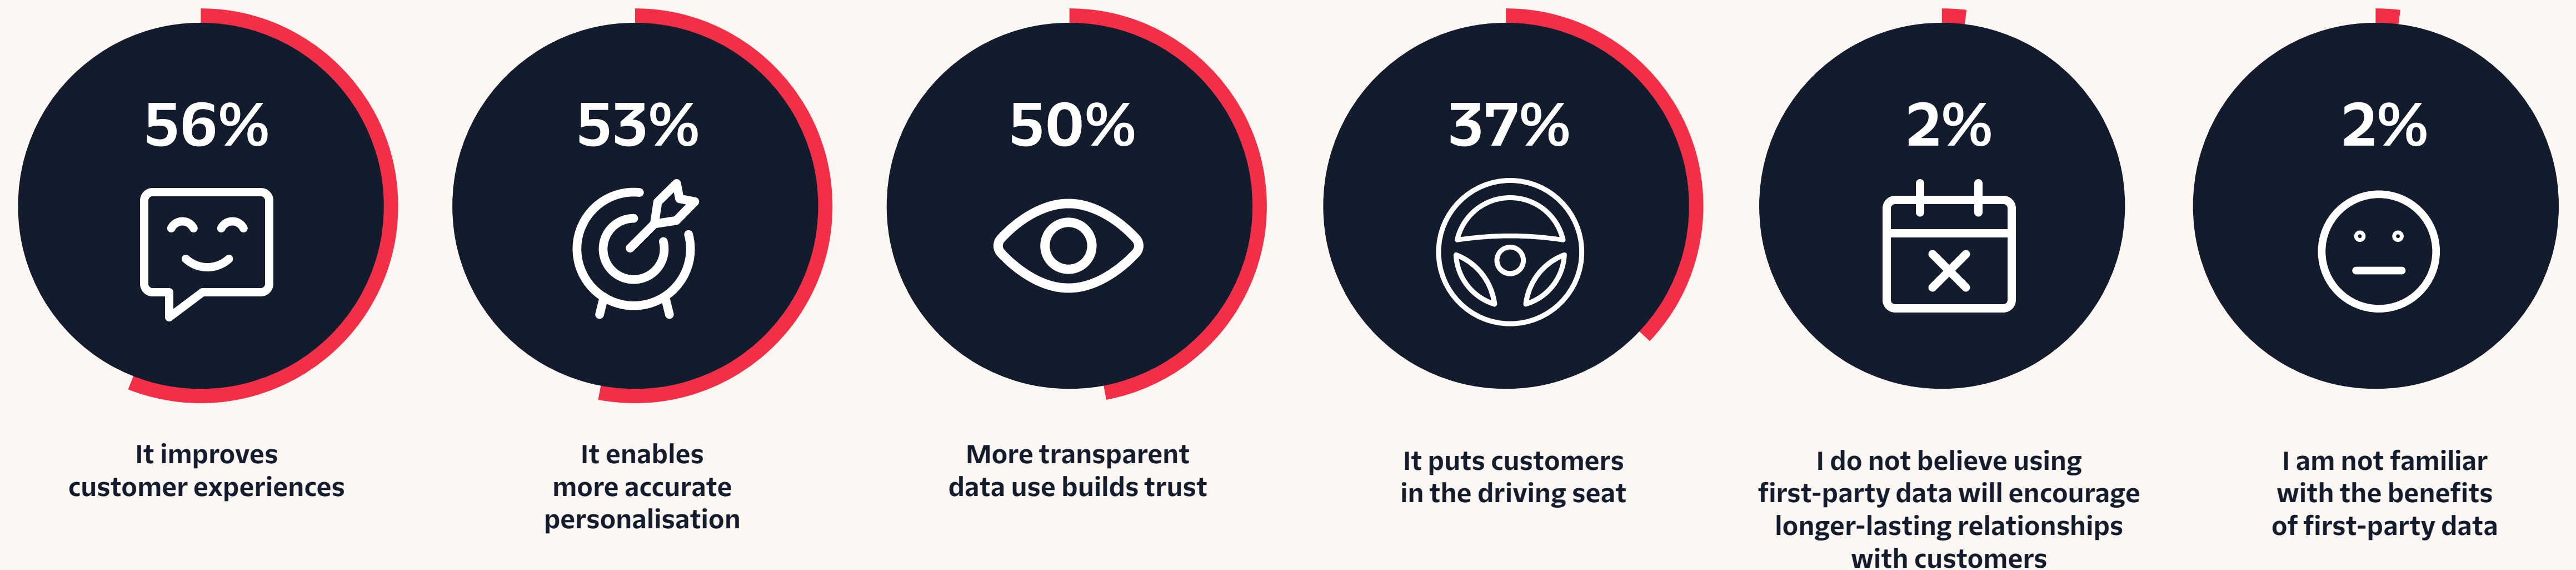 56%
It improves
customer experiences
53%
It enables
more accurate
personalisation
50%
More transparent
data use builds trust
37%
It puts customers
in the driving seat
2%
I do not believe using
first-party data will encourage
longer-lasting relationships
with customers
2%
I am not familiar
with the benefits
of first-party data